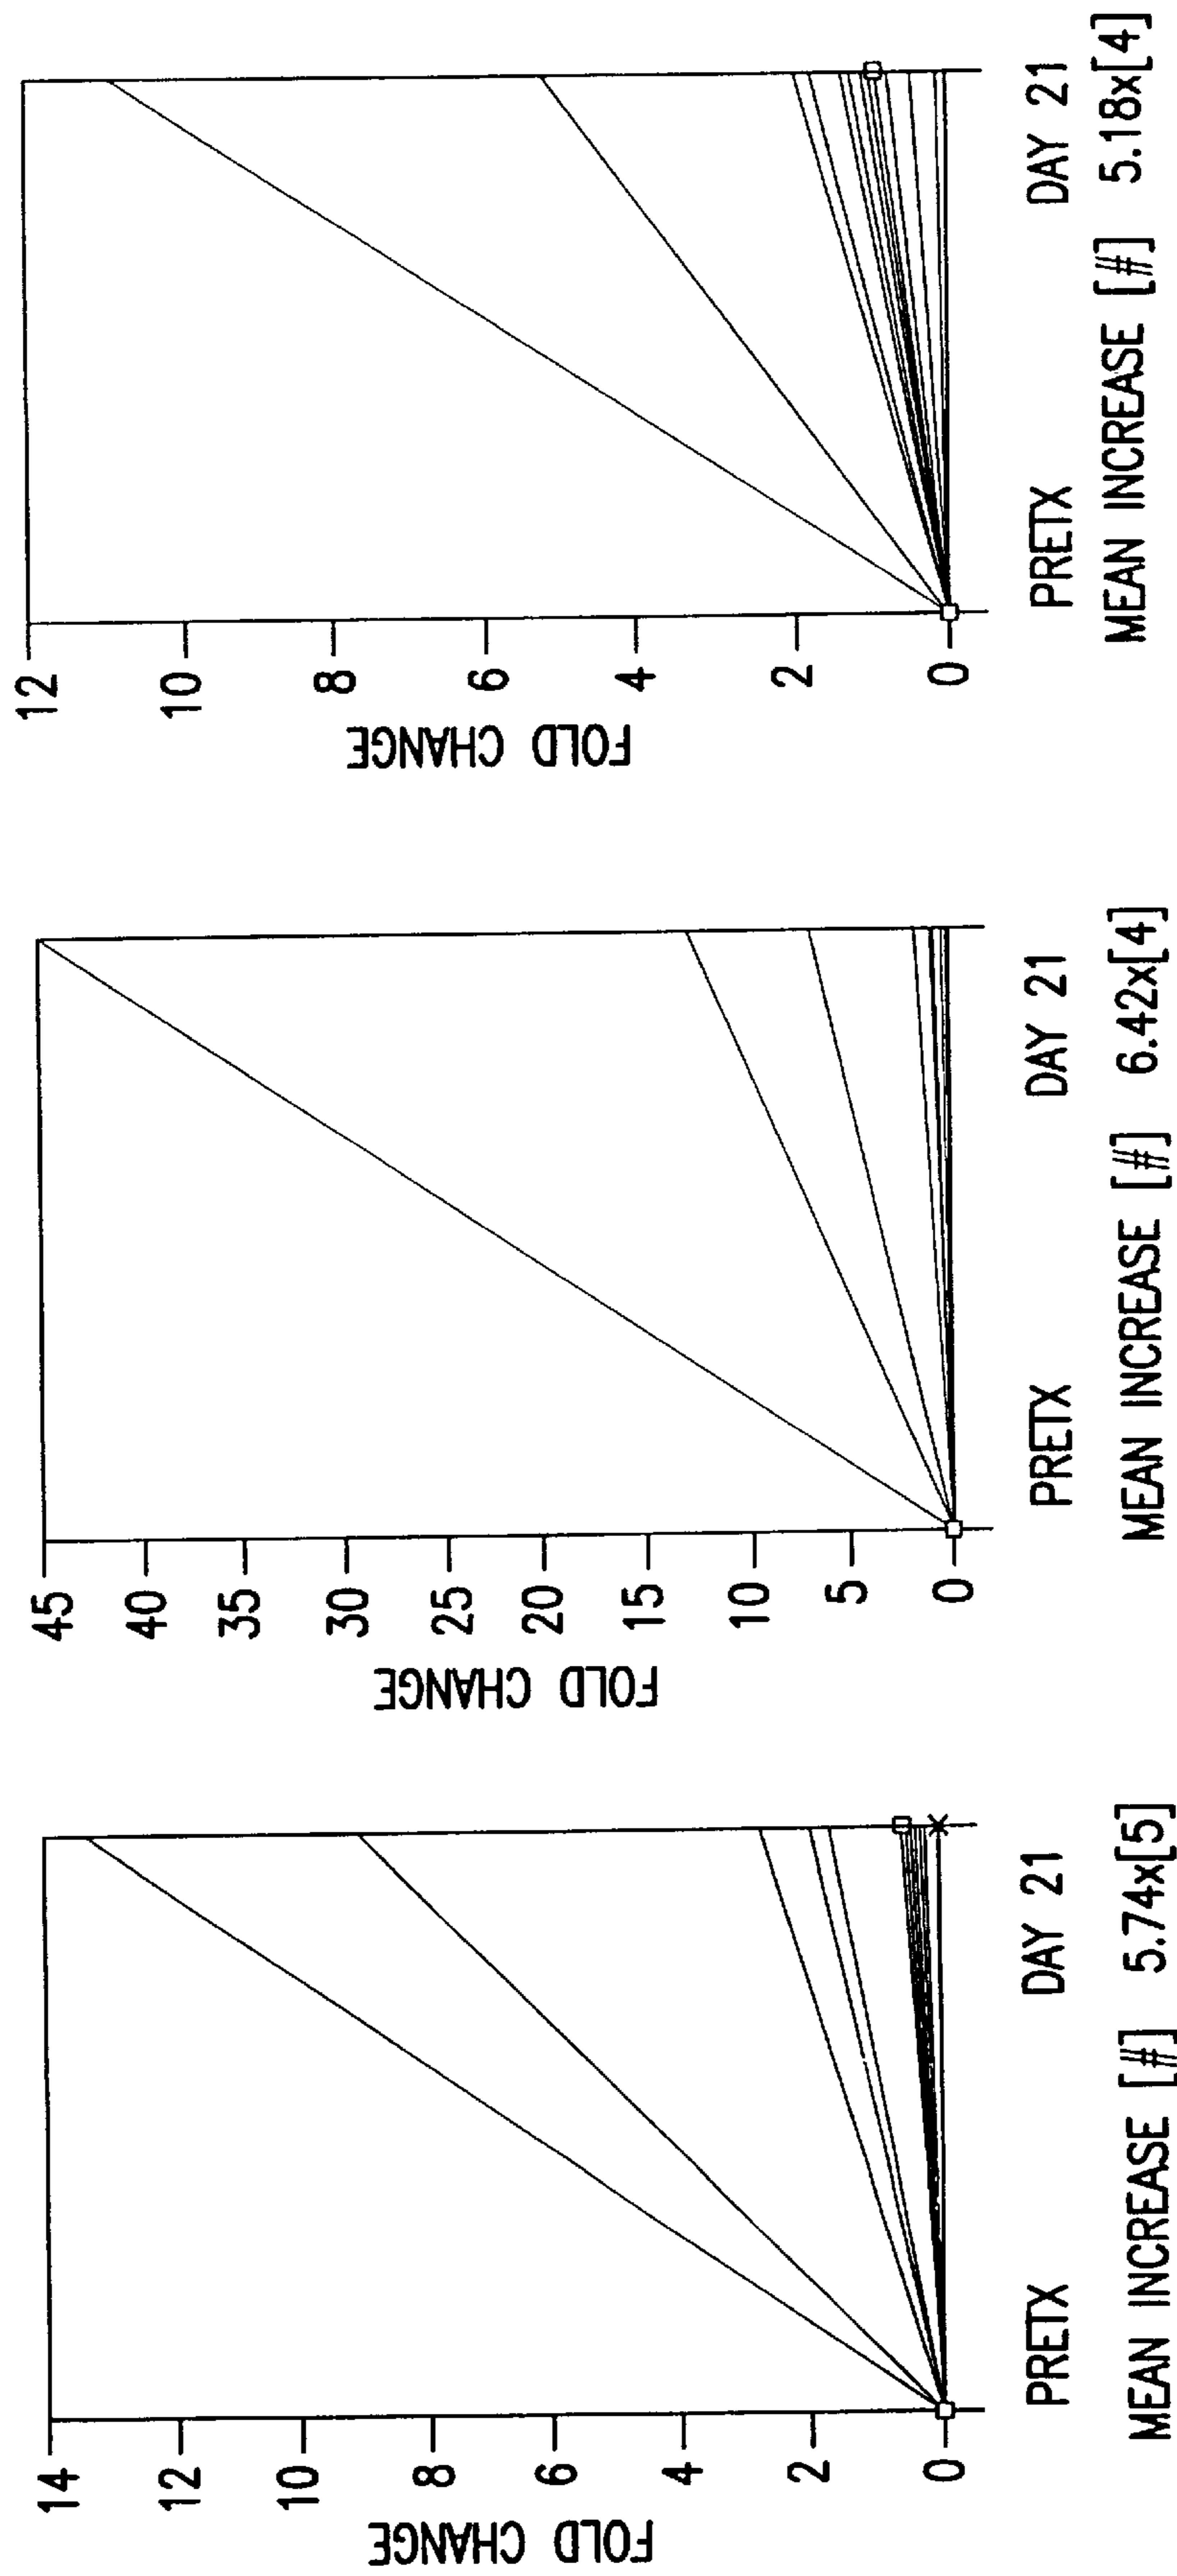 FOLD CHANGE
14
12
10
8
6
4
2
0
PRETX DAY 21
MEAN INCREASE [#] 5.74x[5]
FOLD CHANGE
45
40
35
30
25
20
15
10
5
0
PRETX DAY 21
MEAN INCREASE [#] 6.42x[4]
FOLD CHANGE
12
10
8
6
4
2
0
PRETX DAY 21
MEAN INCREASE [#] 5.18x[4]